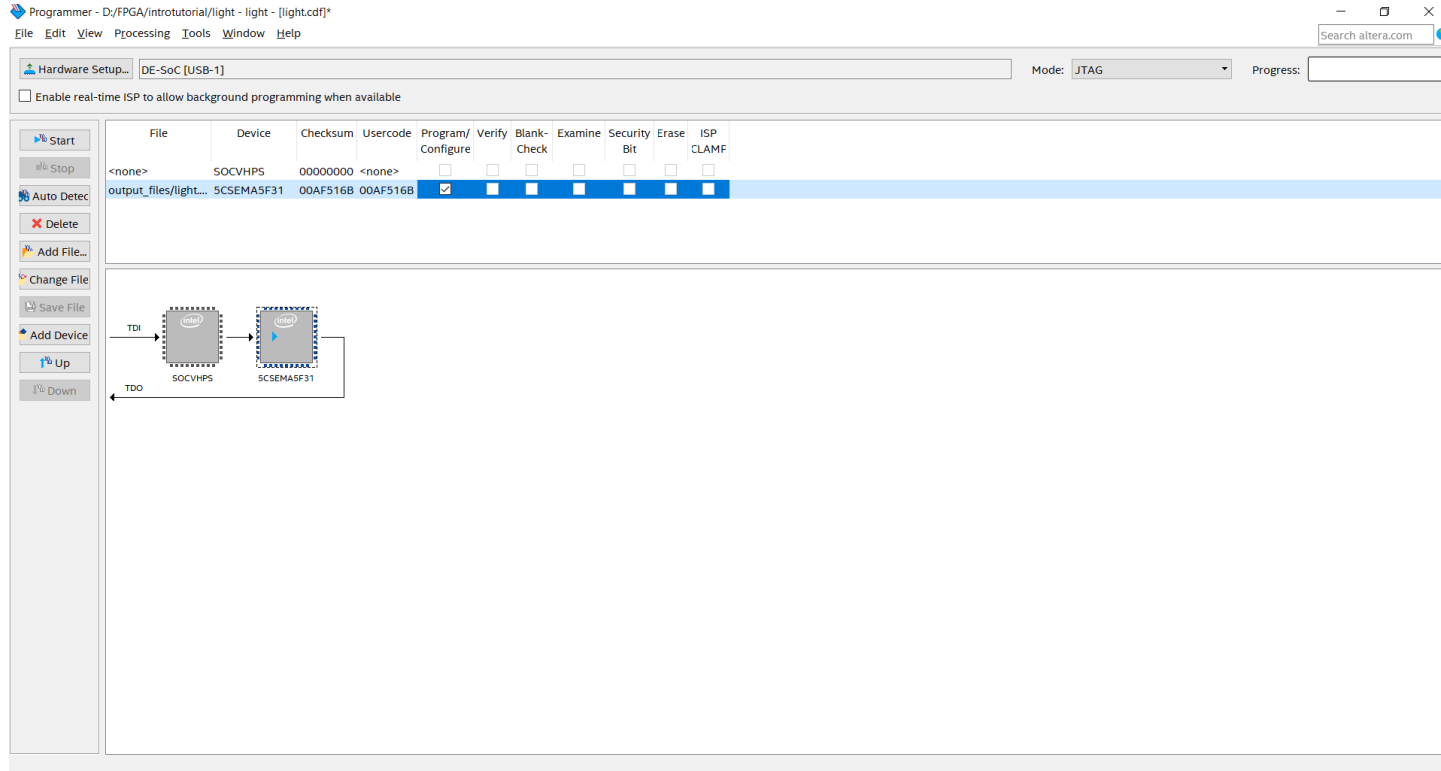 Programmer - D:/FPGA/introtutorial/light - light - [light.cdf]*
File Edit View Processing Tools Window Help
Search altera.com
Hardware Setup... DE-SoC [USB-1] Mode: JTAG Progress:
Enable real-time ISP to allow background programming when available
Start
Stop
Auto Detec
Delete
Add File...
Change File
Save File
Add Device
Up
Down
File Device Checksum Usercode Program/ Verify Blank- Examine Security Erase ISP
Configure Check Bit CLAMP
<none> SOCVHPS 00000000 <none>
output_files/light.... 5CSEMA5F31 00AF516B 00AF516B
intel intel
TDI
SOCVHPS 5CSEMA5F31
TDO